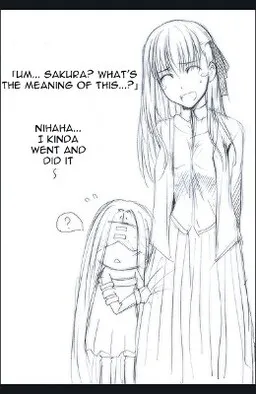 「UM... SAKURA? WHAT'S
THE MEANING OF THIS...?」
NIHAHA...
I KINDA
WENT AND
DID IT
~
?